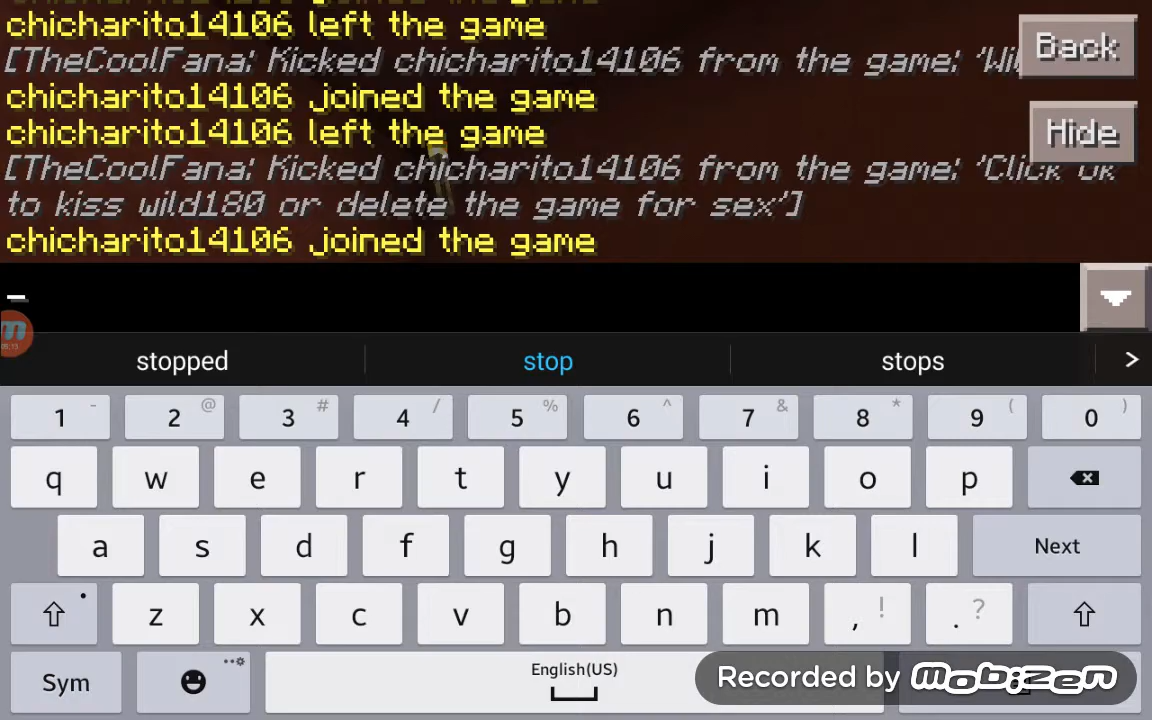 chicharito14106 left the game
[TheCoolFana: Kicked chicharito14106 from the game: 'Wil
Back
chicharito14106 joined the game
chicharito14106 left the game
Hide
[TheCoolFana: Kicked chicharito14106 from the game: 'Click ok
to kiss wild180 or delete the game for sex']
chicharito14106 joined the game
_
stopped stop stops >
1 - 2 @ 3 # 4 / 5 % 6 ^ 7 & 8 * 9 ( 0 )
q w e r t y u i o p
a s d f g h j k l Next
z x c v b n m , ! . ?
Sym English(US)
Recorded by mobizen